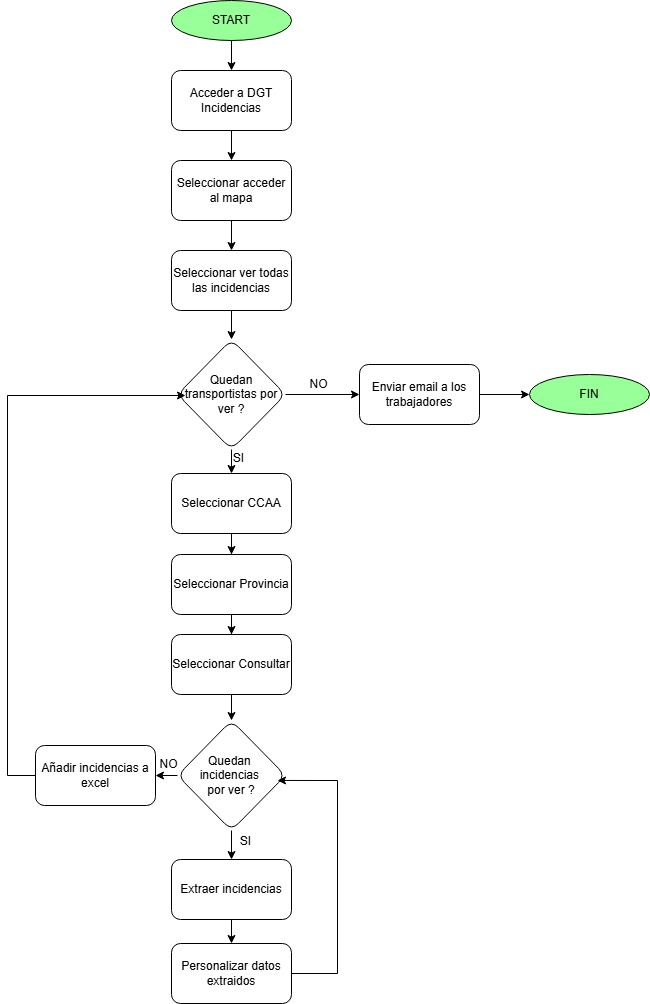 START
Acceder a DGT
Incidencias
Seleccionar acceder
al mapa
Seleccionar ver todas
las incidencias
Quedan
transportistas por
ver ?
NO
Enviar email a los
trabajadores
FIN
SI
Seleccionar CCAA
Seleccionar Provincia
Seleccionar Consultar
Quedan
incidencias
por ver ?
NO
Añadir incidencias a
excel
SI
Extraer incidencias
Personalizar datos
extraidos